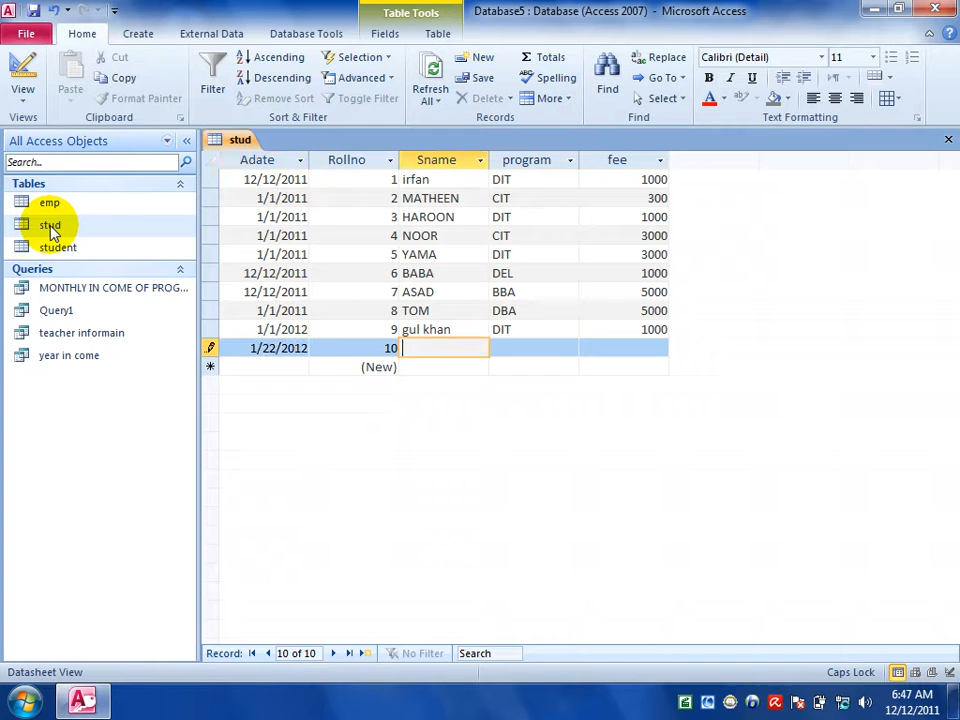 Table Tools
Database5 : Database (Access 2007) - Microsoft Access
File Home Create External Data Database Tools Fields Table
View
Views
Paste
Cut
Copy
Format Painter
Clipboard
Filter
Ascending
Descending
Remove Sort
Selection
Advanced
Toggle Filter
Sort & Filter
Refresh
All
New
Save
Delete
Totals
Spelling
More
Records
Find
Replace
Go To
Select
Find
Calibri (Detail) 11
B I U
A
Text Formatting
All Access Objects
Search...
Tables
emp
stud
student
Queries
MONTHLY IN COME OF PROG...
Query1
teacher informain
year in come
stud
Adate Rollno Sname program fee
12/12/2011 1 irfan DIT 1000
1/1/2011 2 MATHEEN CIT 300
1/1/2011 3 HAROON DIT 1000
1/1/2011 4 NOOR CIT 3000
1/1/2011 5 YAMA DIT 3000
12/12/2011 6 BABA DEL 1000
12/12/2011 7 ASAD BBA 5000
1/1/2011 8 TOM DBA 5000
1/1/2012 9 gul khan DIT 1000
1/22/2012 10
(New)
Record: 10 of 10 No Filter Search
Datasheet View
Caps Lock
6:47 AM
12/12/2011